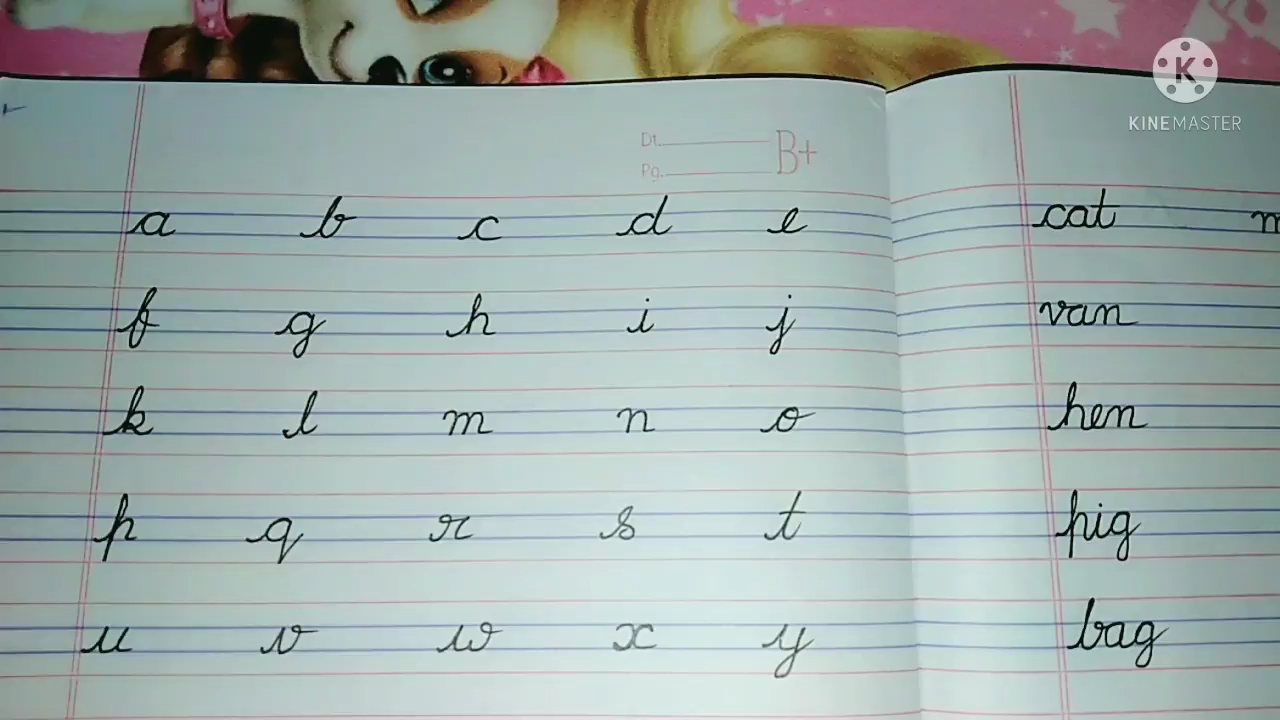 K
KINEMASTER
Dt.
Pg.
B+
a b c d e
f g h i j
k l m n o
p q r s t
u v w x y
cat
van
hen
pig
bag